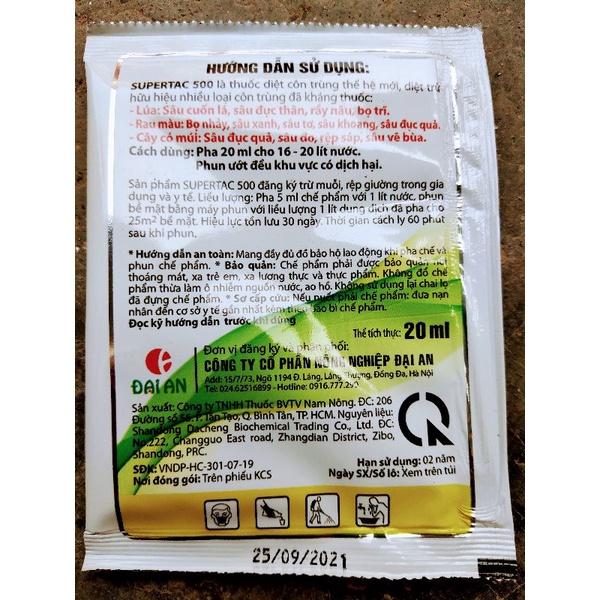 HƯỚNG DẪN SỬ DỤNG:
SUPERTAC 500 là thuốc diệt côn trùng thế hệ mới, diệt trừ
hữu hiệu nhiều loại côn trùng đã kháng thuốc:
- Lúa: Sâu cuốn lá, sâu đục thân, rầy nâu, bọ trĩ.
- Rau màu: Bọ nhảy, sâu xanh, sâu tơ, sâu khoang, sâu đục quả.
- Cây có múi: Sâu đục quả, sâu đo, rệp sáp, sâu vẽ bùa.
Cách dùng: Pha 20 ml cho 16 - 20 lít nước.
Phun ướt đều khu vực có dịch hại.
Sản phẩm SUPERTAC 500 đăng ký trừ muỗi, rệp giường trong gia
dụng và y tế. Liều lượng: Pha 5 ml chế phẩm với 1 lít nước, phun
bề mặt bằng máy phun với liều lượng 1 lít dung dịch đã pha cho
25m2 bề mặt. Hiệu lực tồn lưu 30 ngày. Thời gian cách ly 60 phút
sau khi phun.
* Hướng dẫn an toàn: Mang đầy đủ đồ bảo hộ lao động khi pha chế và
phun chế phẩm. * Bảo quản: Chế phẩm phải được bảo quản nơi
thoáng mát, xa trẻ em, xa lương thực và thực phẩm. Không đổ chế
phẩm thừa làm ô nhiễm nguồn nước, ao hồ. Không sử dụng lại chai lọ
đã đựng chế phẩm. * Sơ cấp cứu: Nếu nuốt phải chế phẩm: đưa nạn
nhân đến cơ sở y tế gần nhất kèm theo bao bì chế phẩm.
Đọc kỹ hướng dẫn trước khi dùng
Thể tích thực: 20 ml
ĐẠI AN
Đơn vị đăng ký và phân phối:
CÔNG TY CỔ PHẦN NÔNG NGHIỆP ĐẠI AN
Add: 15/7/73, Ngõ 1194 Đ. Láng, Láng Thượng, Đống Đa, Hà Nội
Tel: 024.62516899 - Hotline: 0916.777.290
Sản xuất: Công ty TNHH Thuốc BVTV Nam Nông. ĐC: 206
Đường số 56. P. Tân Tạo, Q. Bình Tân, TP. HCM. Nguyên liệu:
Shandong Dacheng Biochemical Trading Co., Ltd. ĐC:
No.222, Changguo East road, Zhangdian District, Zibo,
Shandong, PRC.
SĐK: VNDP-HC-301-07-19
Nơi đóng gói: Trên phiếu KCS
Hạn sử dụng: 02 năm
Ngày SX/Số lô: Xem trên túi
25/09/2021